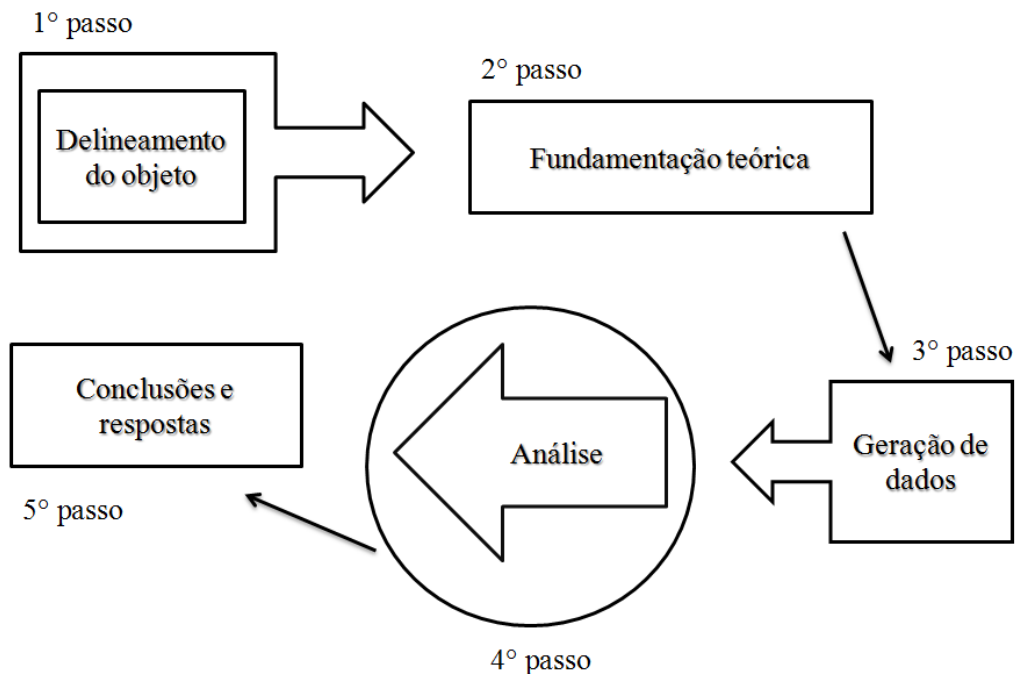 1° passo
Delineamento
do objeto
2° passo
Fundamentação teórica
3° passo
Geração de
dados
Análise
4° passo
Conclusões e
respostas
5° passo